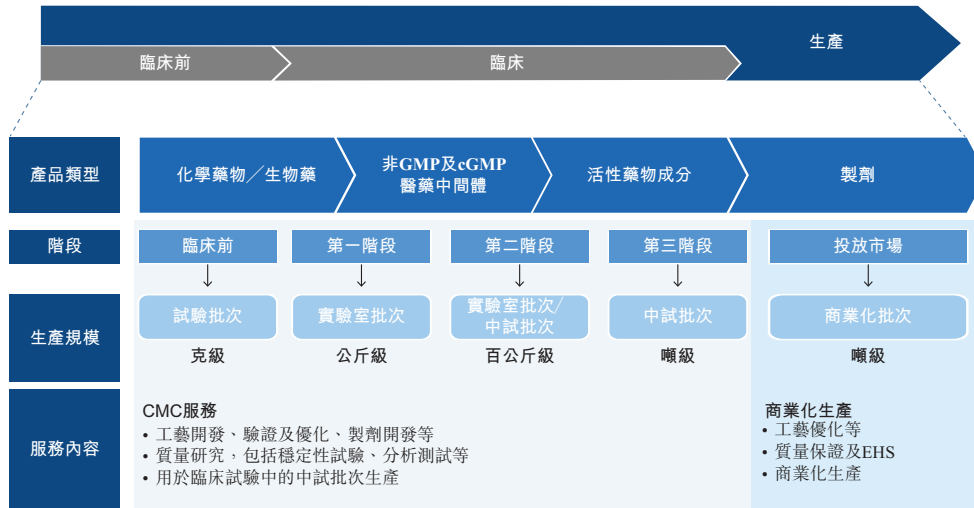 生產
臨床前
臨床
產品類型
化學藥物／生物藥
非GMP及cGMP
醫藥中間體
活性藥物成分
製劑
階段
臨床前
第一階段
第二階段
第三階段
投放市場
生產規模
試驗批次
實驗室批次
實驗室批次/
中試批次
中試批次
商業化批次
克級
公斤級
百公斤級
噸級
噸級
服務內容
CMC服務
• 工藝開發、驗證及優化、製劑開發等
• 質量研究，包括穩定性試驗、分析測試等
• 用於臨床試驗中的中試批次生產
商業化生產
• 工藝優化等
• 質量保證及EHS
• 商業化生產